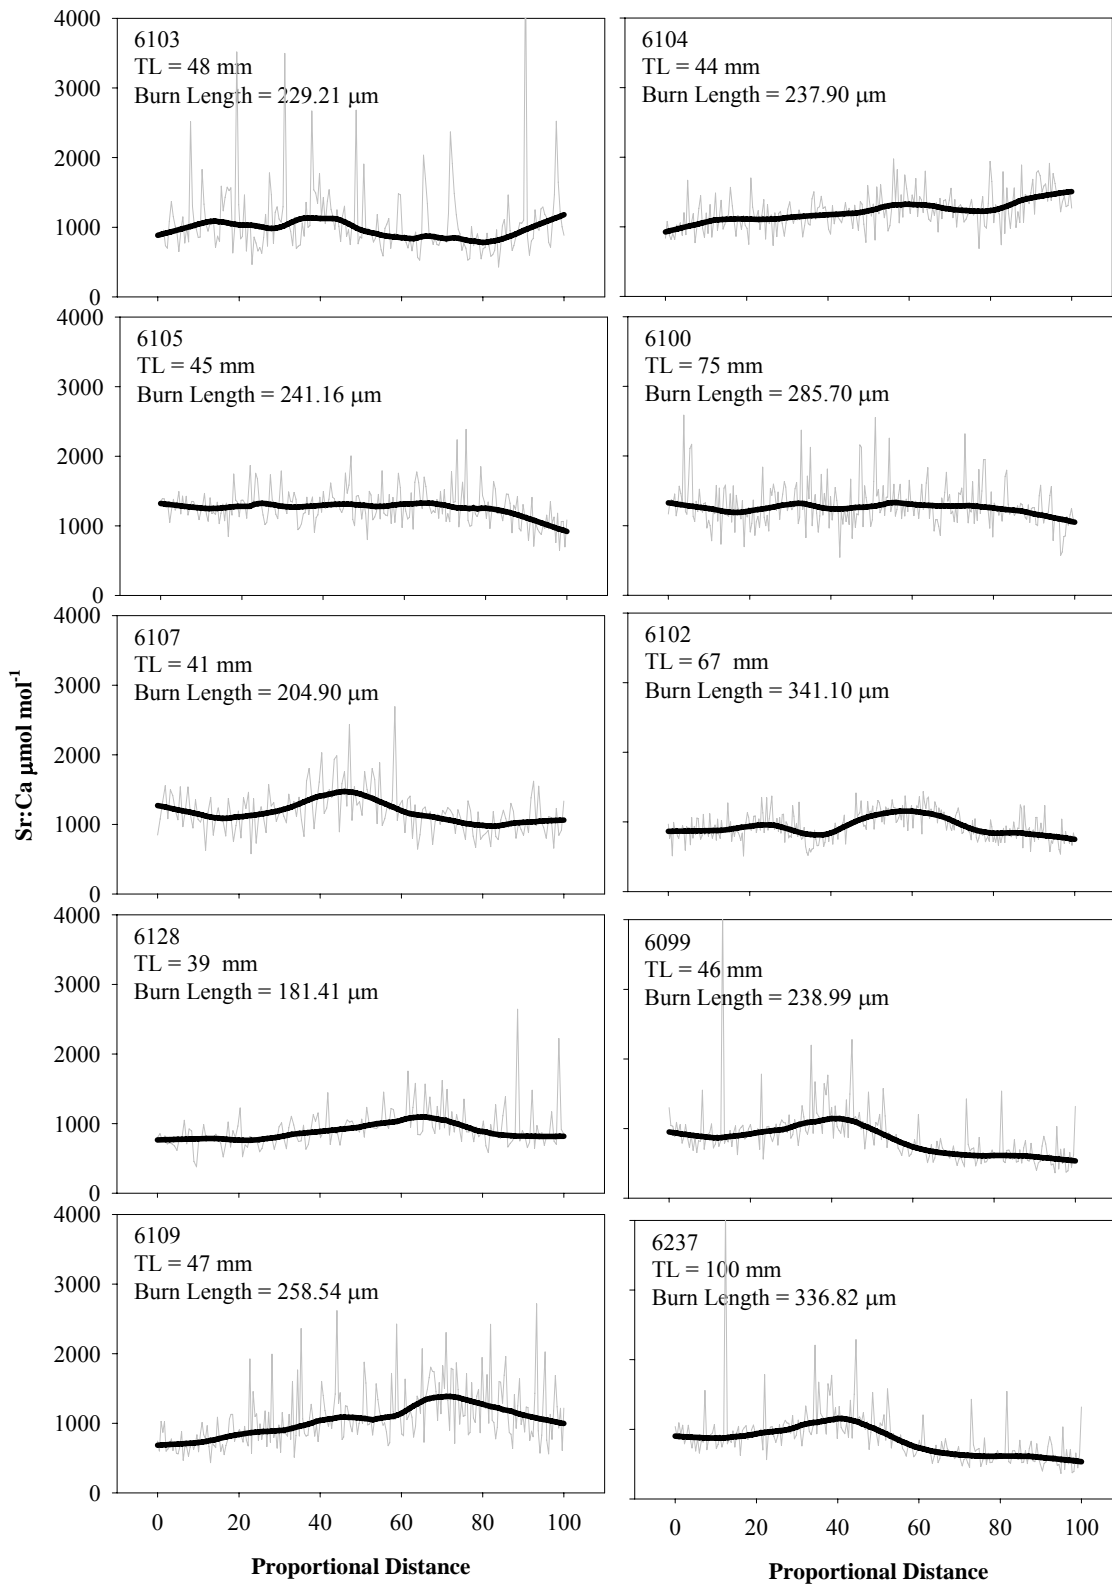 4000
3000
2000
1000
0
6103
TL = 48 mm
Burn Length = 229.21 μm
6104
TL = 44 mm
Burn Length = 237.90 μm
4000
3000
2000
1000
0
6105
TL = 45 mm
Burn Length = 241.16 μm
6100
TL = 75 mm
Burn Length = 285.70 μm
Sr:Ca μmol mol⁻¹
4000
3000
2000
1000
0
6107
TL = 41 mm
Burn Length = 204.90 μm
6102
TL = 67 mm
Burn Length = 341.10 μm
4000
3000
2000
1000
0
6128
TL = 39 mm
Burn Length = 181.41 μm
6099
TL = 46 mm
Burn Length = 238.99 μm
4000
3000
2000
1000
0
6109
TL = 47 mm
Burn Length = 258.54 μm
6237
TL = 100 mm
Burn Length = 336.82 μm
0 20 40 60 80 100
0 20 40 60 80 100
Proportional Distance
Proportional Distance